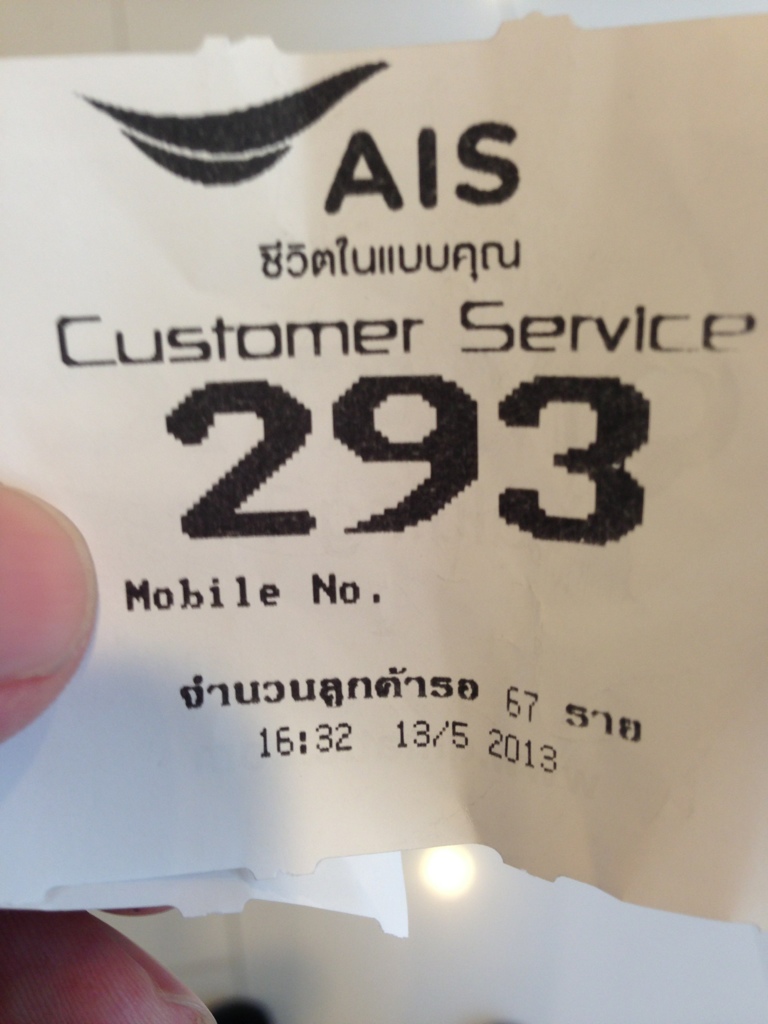 AIS
ชีวิตในแบบคุณ
Customer Service
293
Mobile No.
จำนวนลูกค้ารอ 67 ราย
16:32 13/5 2013